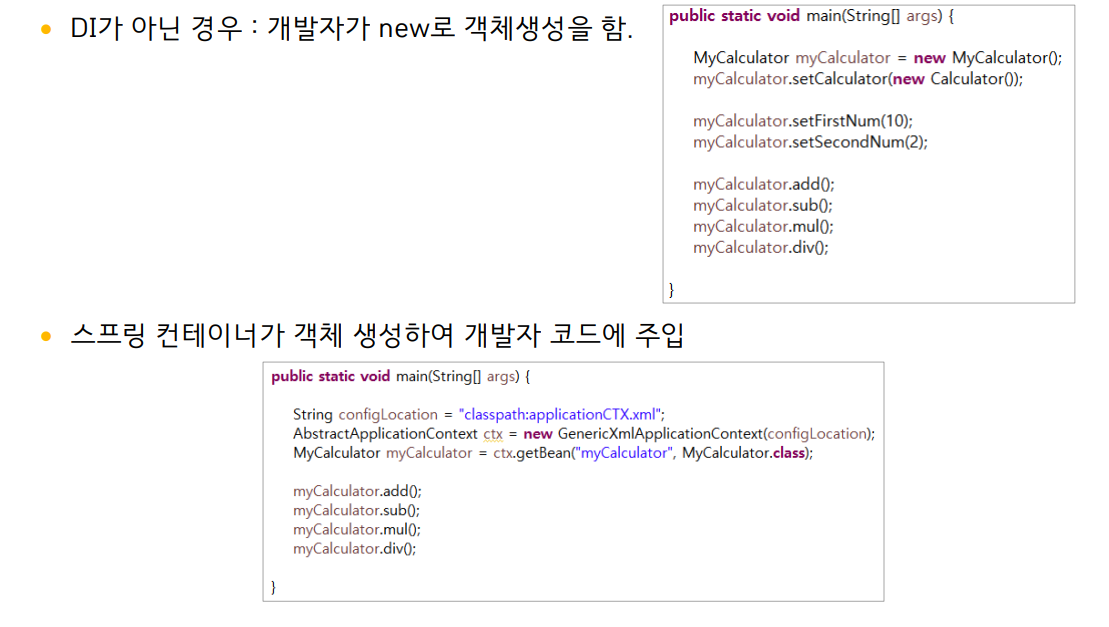 DI가 아닌 경우 : 개발자가 new로 객체생성을 함.
public static void main(String[] args) {
MyCalculator myCalculator = new MyCalculator();
myCalculator.setCalculator(new Calculator());
myCalculator.setFirstNum(10);
myCalculator.setSecondNum(2);
myCalculator.add();
myCalculator.sub();
myCalculator.mul();
myCalculator.div();
}
스프링 컨테이너가 객체 생성하여 개발자 코드에 주입
public static void main(String[] args) {
String configLocation = "classpath:applicationCTX.xml";
AbstractApplicationContext ctx = new GenericXmlApplicationContext(configLocation);
MyCalculator myCalculator = ctx.getBean("myCalculator", MyCalculator.class);
myCalculator.add();
myCalculator.sub();
myCalculator.mul();
myCalculator.div();
}